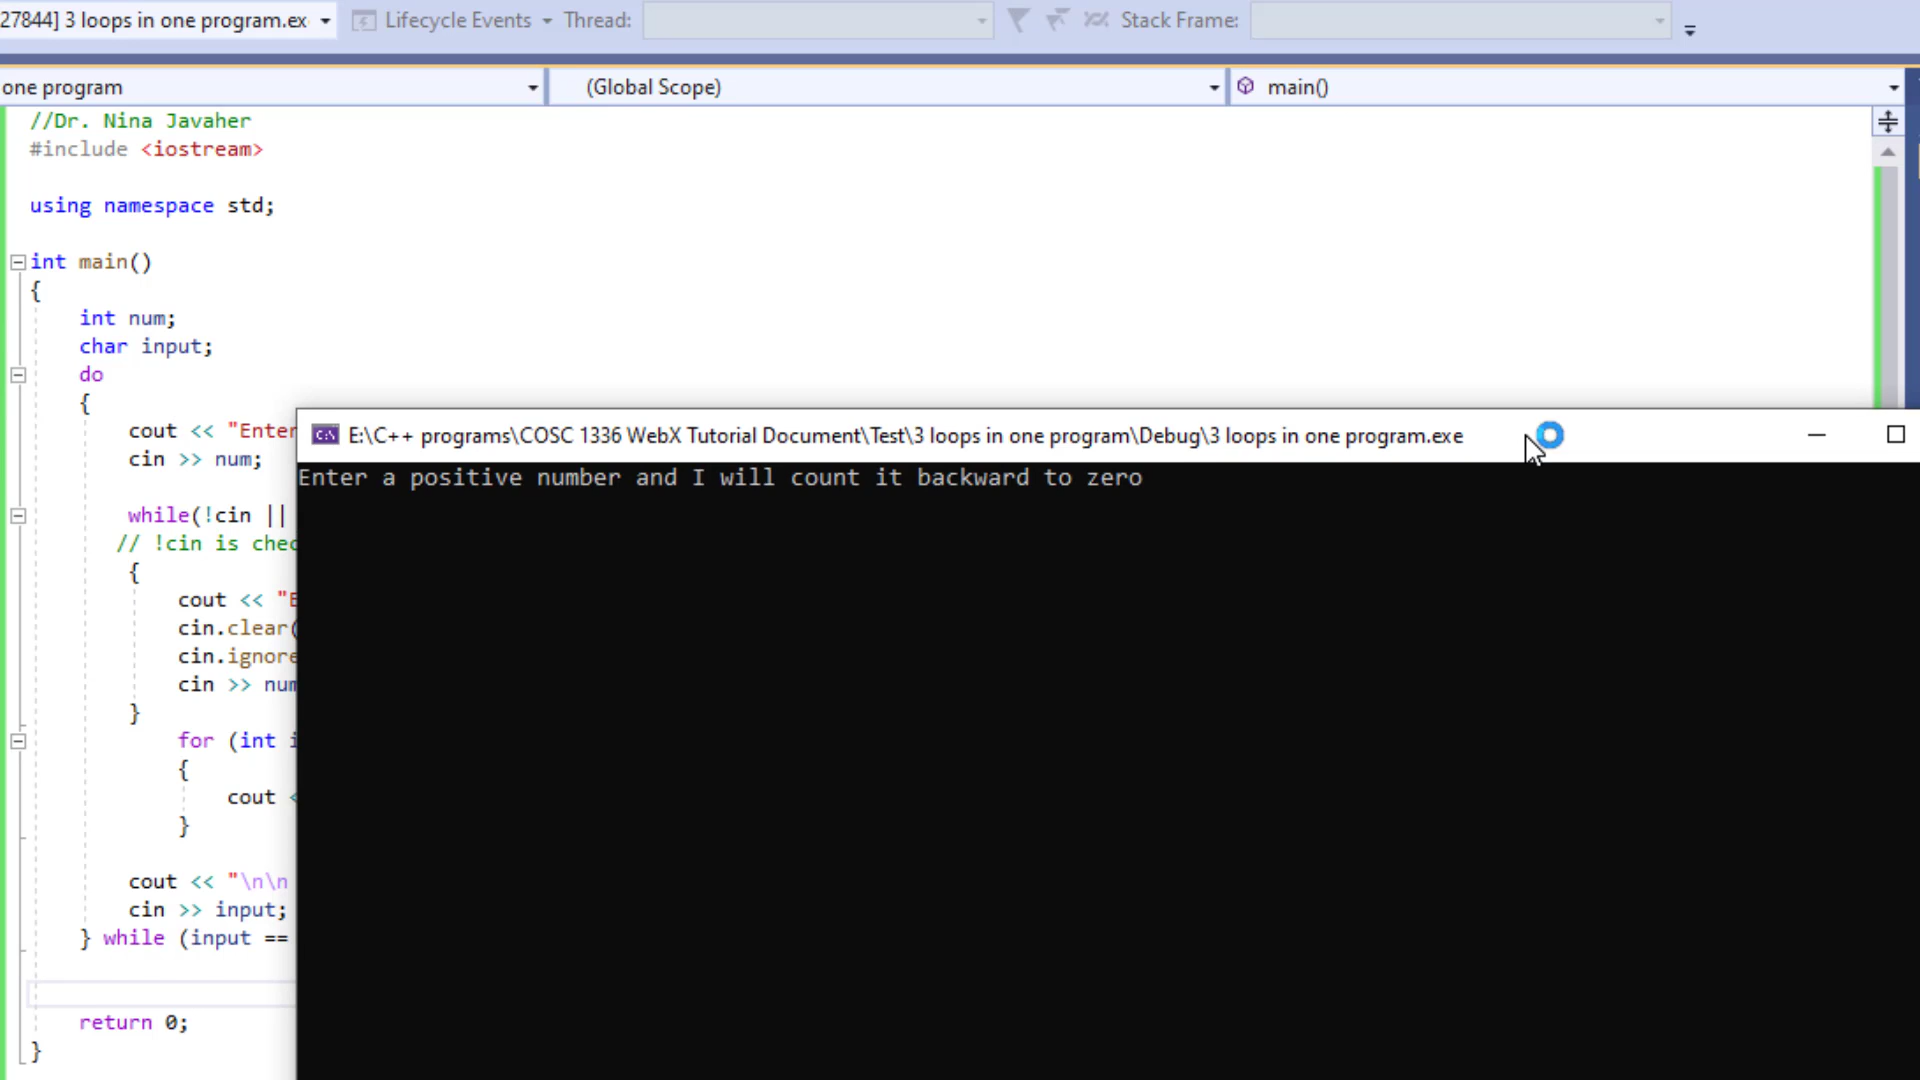 27844] 3 loops in one program.ex Lifecycle Events Thread: Stack Frame:
one program (Global Scope) main()
//Dr. Nina Javaher
#include <iostream>
using namespace std;
int main()
{
int num;
char input;
do
{
cout << "Enter
cin >> num;
while(!cin ||
// !cin is chec
{
cout << "E
cin.clear(
cin.ignore
cin >> num
}
for (int i
{
cout <
}
cout << "\n\n
cin >> input;
} while (input ==
return 0;
}
E:\C++ programs\COSC 1336 WebX Tutorial Document\Test\3 loops in one program\Debug\3 loops in one program.exe
Enter a positive number and I will count it backward to zero